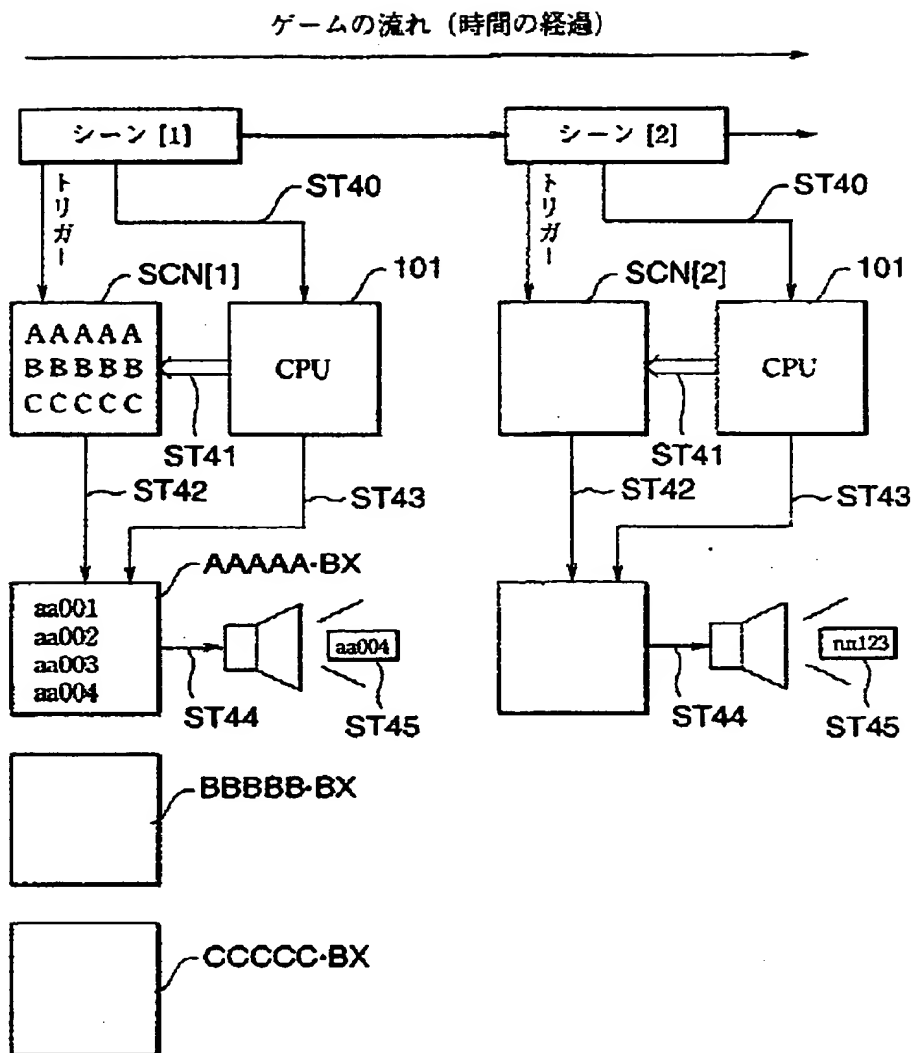 ゲームの流れ (時間の経過)
シーン [1]
シーン [2]
トリガー
ST40
トリガー
ST40
SCN[1]
101
SCN[2]
101
AAAAA
BBBBB
CCCCC
CPU
CPU
ST41
ST41
ST42
ST43
ST42
ST43
AAAAA·BX
aa001
aa002
aa003
aa004
aa004
nn123
ST44
ST45
ST44
ST45
BBBBB·BX
CCCCC·BX